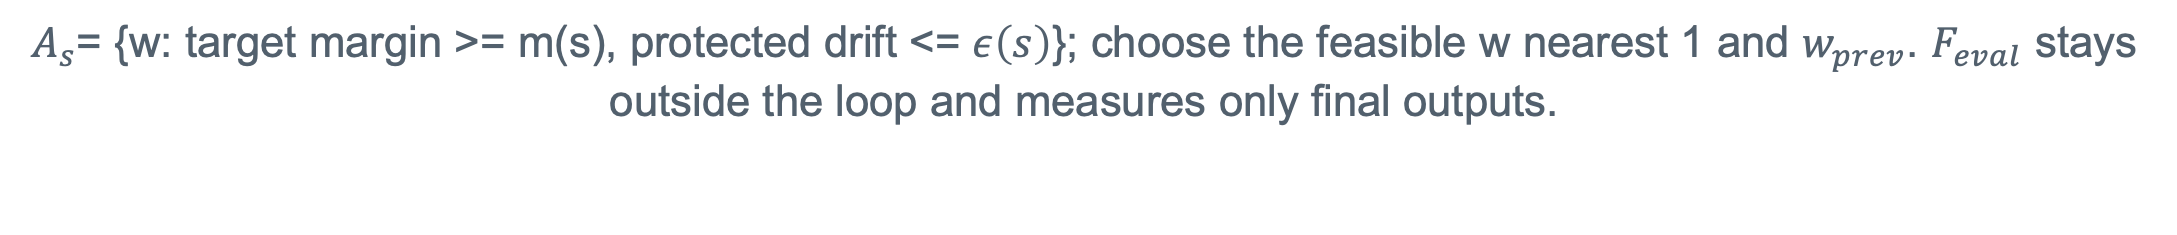 A_s= {w: target margin >= m(s), protected drift <= ϵ(s)}; choose the feasible w nearest 1 and w_prev. F_eval stays
outside the loop and measures only final outputs.